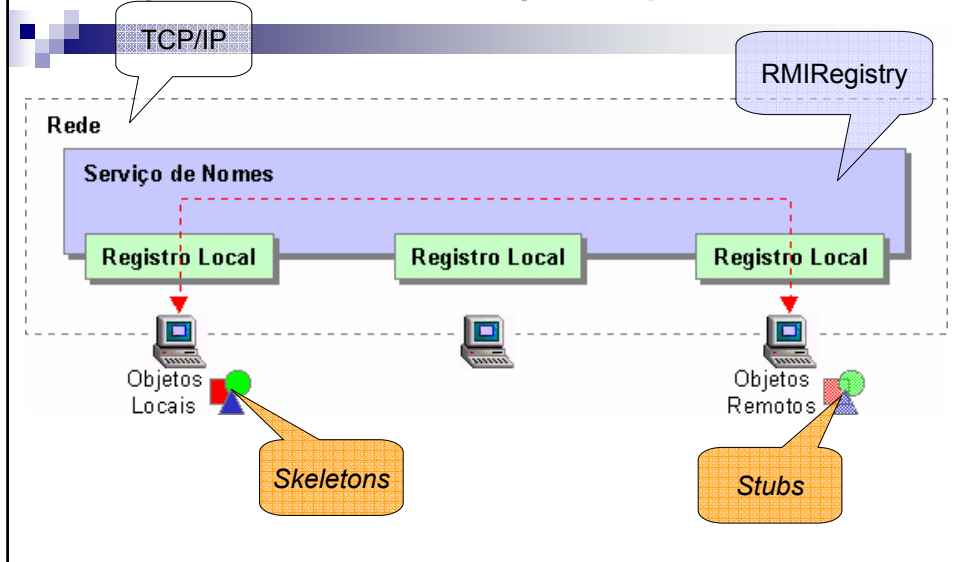 TCP/IP
RMIRegistry
Rede
Serviço de Nomes
Registro Local
Registro Local
Registro Local
Objetos
Locais
Objetos
Remotos
Skeletons
Stubs